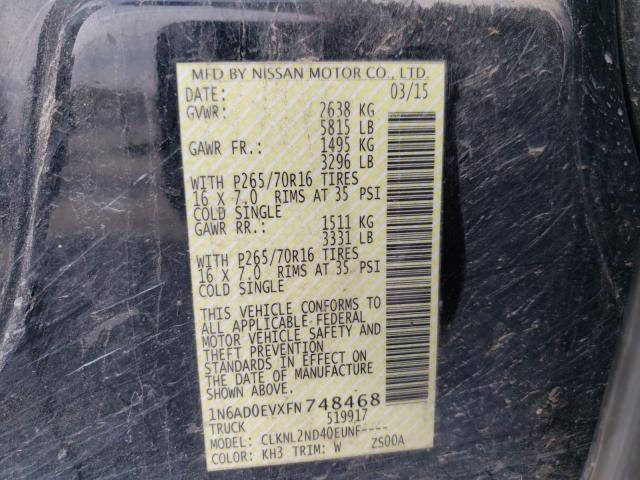 MFD BY NISSAN MOTOR CO., LTD.
DATE: 03/15
GVWR: 2638 KG
5815 LB
GAWR FR.: 1495 KG
3296 LB
WITH P265/70R16 TIRES
16 X 7.0 RIMS AT 35 PSI
COLD SINGLE
GAWR RR.: 1511 KG
3331 LB
WITH P265/70R16 TIRES
16 X 7.0 RIMS AT 35 PSI
COLD SINGLE
THIS VEHICLE CONFORMS TO
ALL APPLICABLE FEDERAL
MOTOR VEHICLE SAFETY AND
THEFT PREVENTION
STANDARDS IN EFFECT ON
THE DATE OF MANUFACTURE
SHOWN ABOVE.
1N6AD0EVXFN748468
TRUCK 519917
MODEL: CLKNL2ND40EUNF----
COLOR: KH3 TRIM: W ZS00A